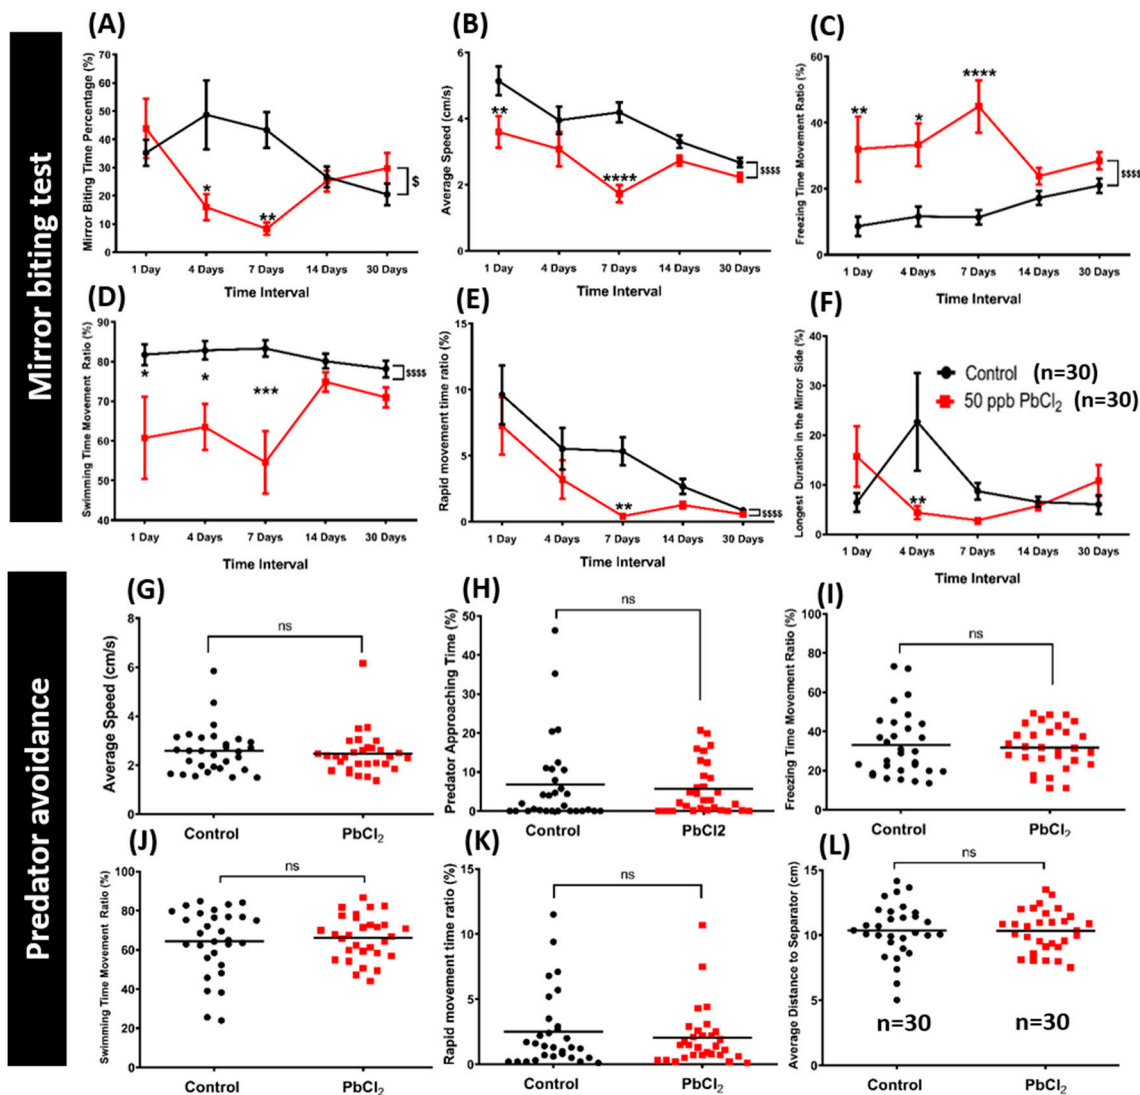 Mirror biting test
(A)
Mirror Bitting Time Percentage (%)
70
60
50
40
30
20
10
0
*
**
$
1 Day
4 Days
7 Days
14 Days
30 Days
Time Interval
(B)
Average Speed (cm/s)
6
4
2
0
**
****
$$$$
1 Day
4 Days
7 Days
14 Days
30 Days
Time Interval
(C)
Freezing Time Movement Ratio (%)
60
40
20
0
**
*
****
$$$$
1 Day
4 Days
7 Days
14 Days
30 Days
Time Interval
(D)
Swimming Time Movement Ratio (%)
90
80
70
60
50
40
*
*
***
$$$$
1 Day
4 Days
7 Days
14 Days
30 Days
Time Interval
(E)
Rapid movement time ratio (%)
15
10
5
0
**
$$$$
1 Day
4 Days
7 Days
14 Days
30 Days
Time Interval
(F)
Longest Duration in the Mirror Side (%)
40
30
20
10
0
**
Control (n=30)
50 ppb PbCl₂ (n=30)
1 Day
4 Days
7 Days
14 Days
30 Days
Time Interval
Predator avoidance
(G)
Average Speed (cm/s)
8
6
4
2
0
ns
Control
PbCl₂
(H)
Predator Approaching Time (%)
50
40
30
20
10
0
ns
Control
PbCl2
(I)
Freezing Time Movement Ratio (%)
100
80
60
40
20
0
ns
Control
PbCl₂
(J)
Swimming Time Movement Ratio (%)
100
80
60
40
20
0
ns
Control
PbCl₂
(K)
Rapid movement time ratio (%)
15
10
5
0
ns
Control
PbCl₂
(L)
Average Distance to Separator (cm)
15
10
5
0
ns
n=30
n=30
Control
PbCl₂